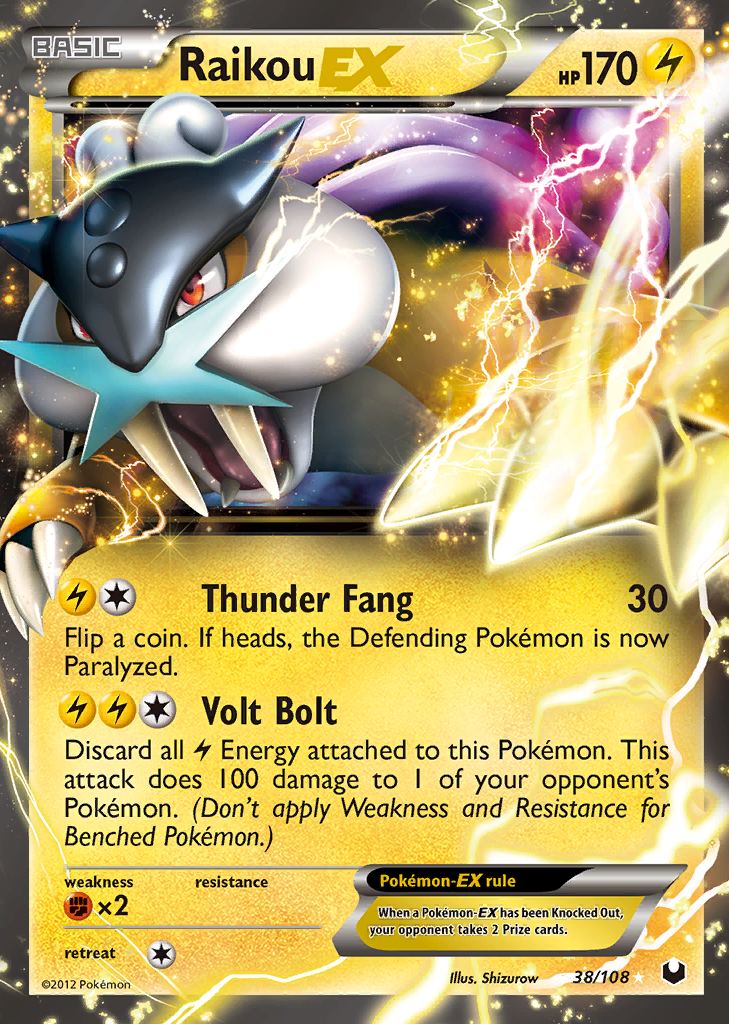 BASIC
Raikou EX
HP170
Thunder Fang 30
Flip a coin. If heads, the Defending Pokémon is now
Paralyzed.
Volt Bolt
Discard all Energy attached to this Pokémon. This
attack does 100 damage to 1 of your opponent's
Pokémon. (Don't apply Weakness and Resistance for
Benched Pokémon.)
weakness resistance
×2
retreat
Pokémon-EX rule
When a Pokémon-EX has been Knocked Out,
your opponent takes 2 Prize cards.
©2012 Pokémon
Illus. Shizurow 38/108